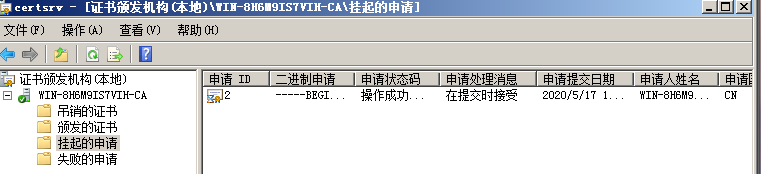 certsrv - [证书颁发机构(本地)\WIN-8H6M9IS7VIH-CA\挂起的申请]
文件(F) 操作(A) 查看(V) 帮助(H)
证书颁发机构(本地)
WIN-8H6M9IS7VIH-CA
吊销的证书
颁发的证书
挂起的申请
失败的申请
申请 ID 二进制申请 申请状态码 申请处理消息 申请提交日期 申请人姓名 申请
2 -----BEGI... 操作成功... 在提交时接受 2020/5/17 1... WIN-8H6M9... CN